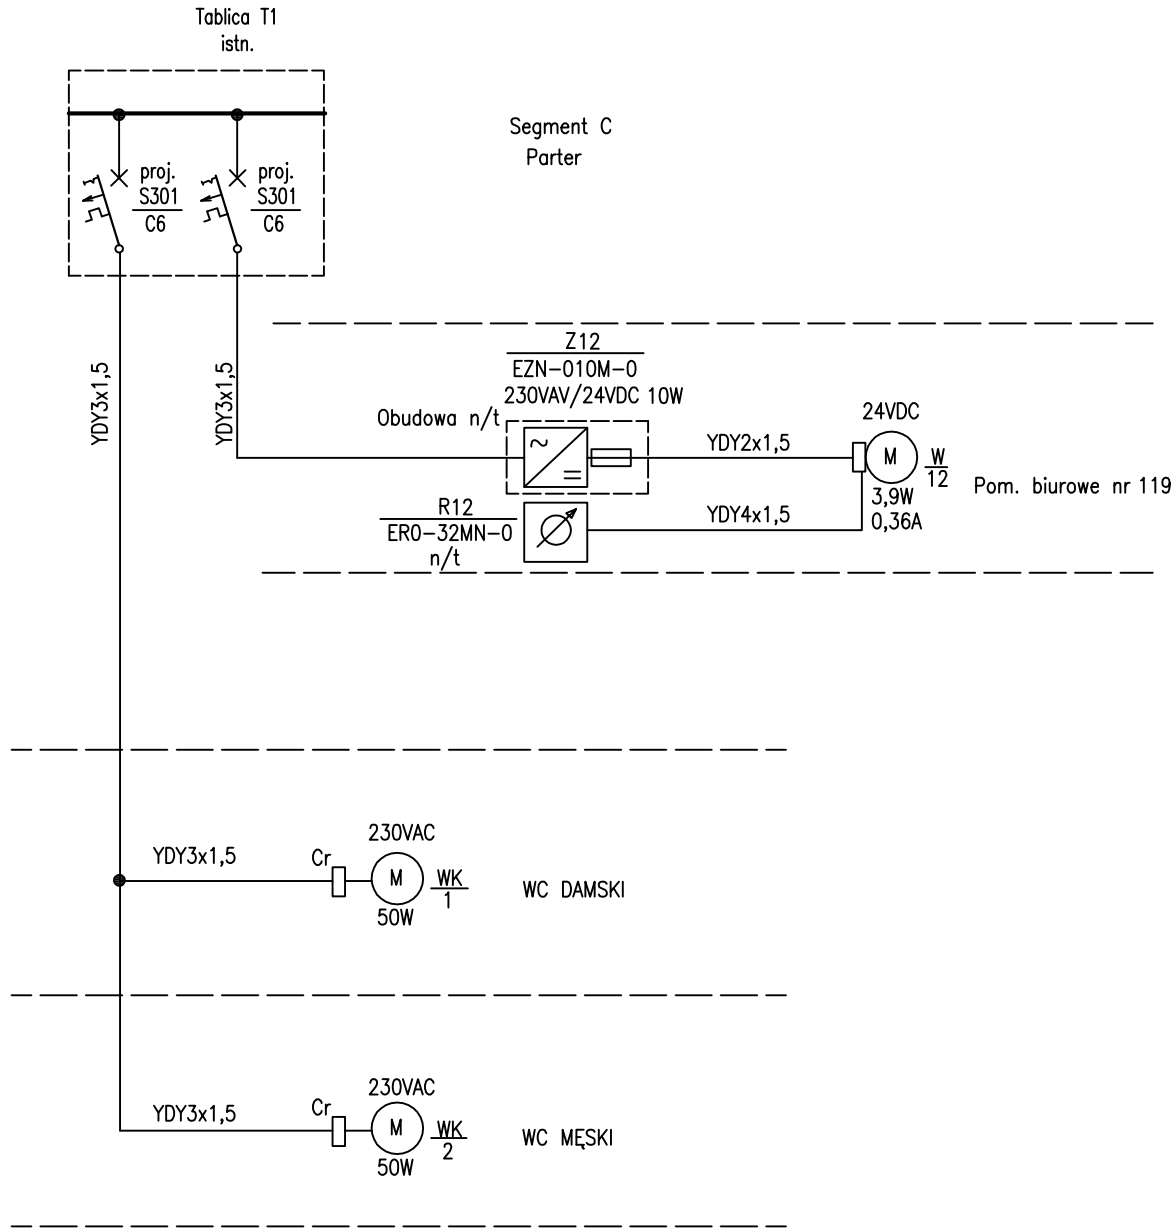 Tablica T1
istn.
Segment C
Parter
proj.
S301
C6
proj.
S301
C6
YDY3x1,5
YDY3x1,5
Z12
EZN-010M-0
230VAV/24VDC 10W
Obudowa n/t
~
=
YDY2x1,5
24VDC
M
W
12
3,9W
0,36A
Pom. biurowe nr 119
R12
ERO-32MN-0
n/t
YDY4x1,5
YDY3x1,5
Cr
230VAC
M
50W
WK
1
WC DAMSKI
YDY3x1,5
Cr
230VAC
M
50W
WK
2
WC MĘSKI